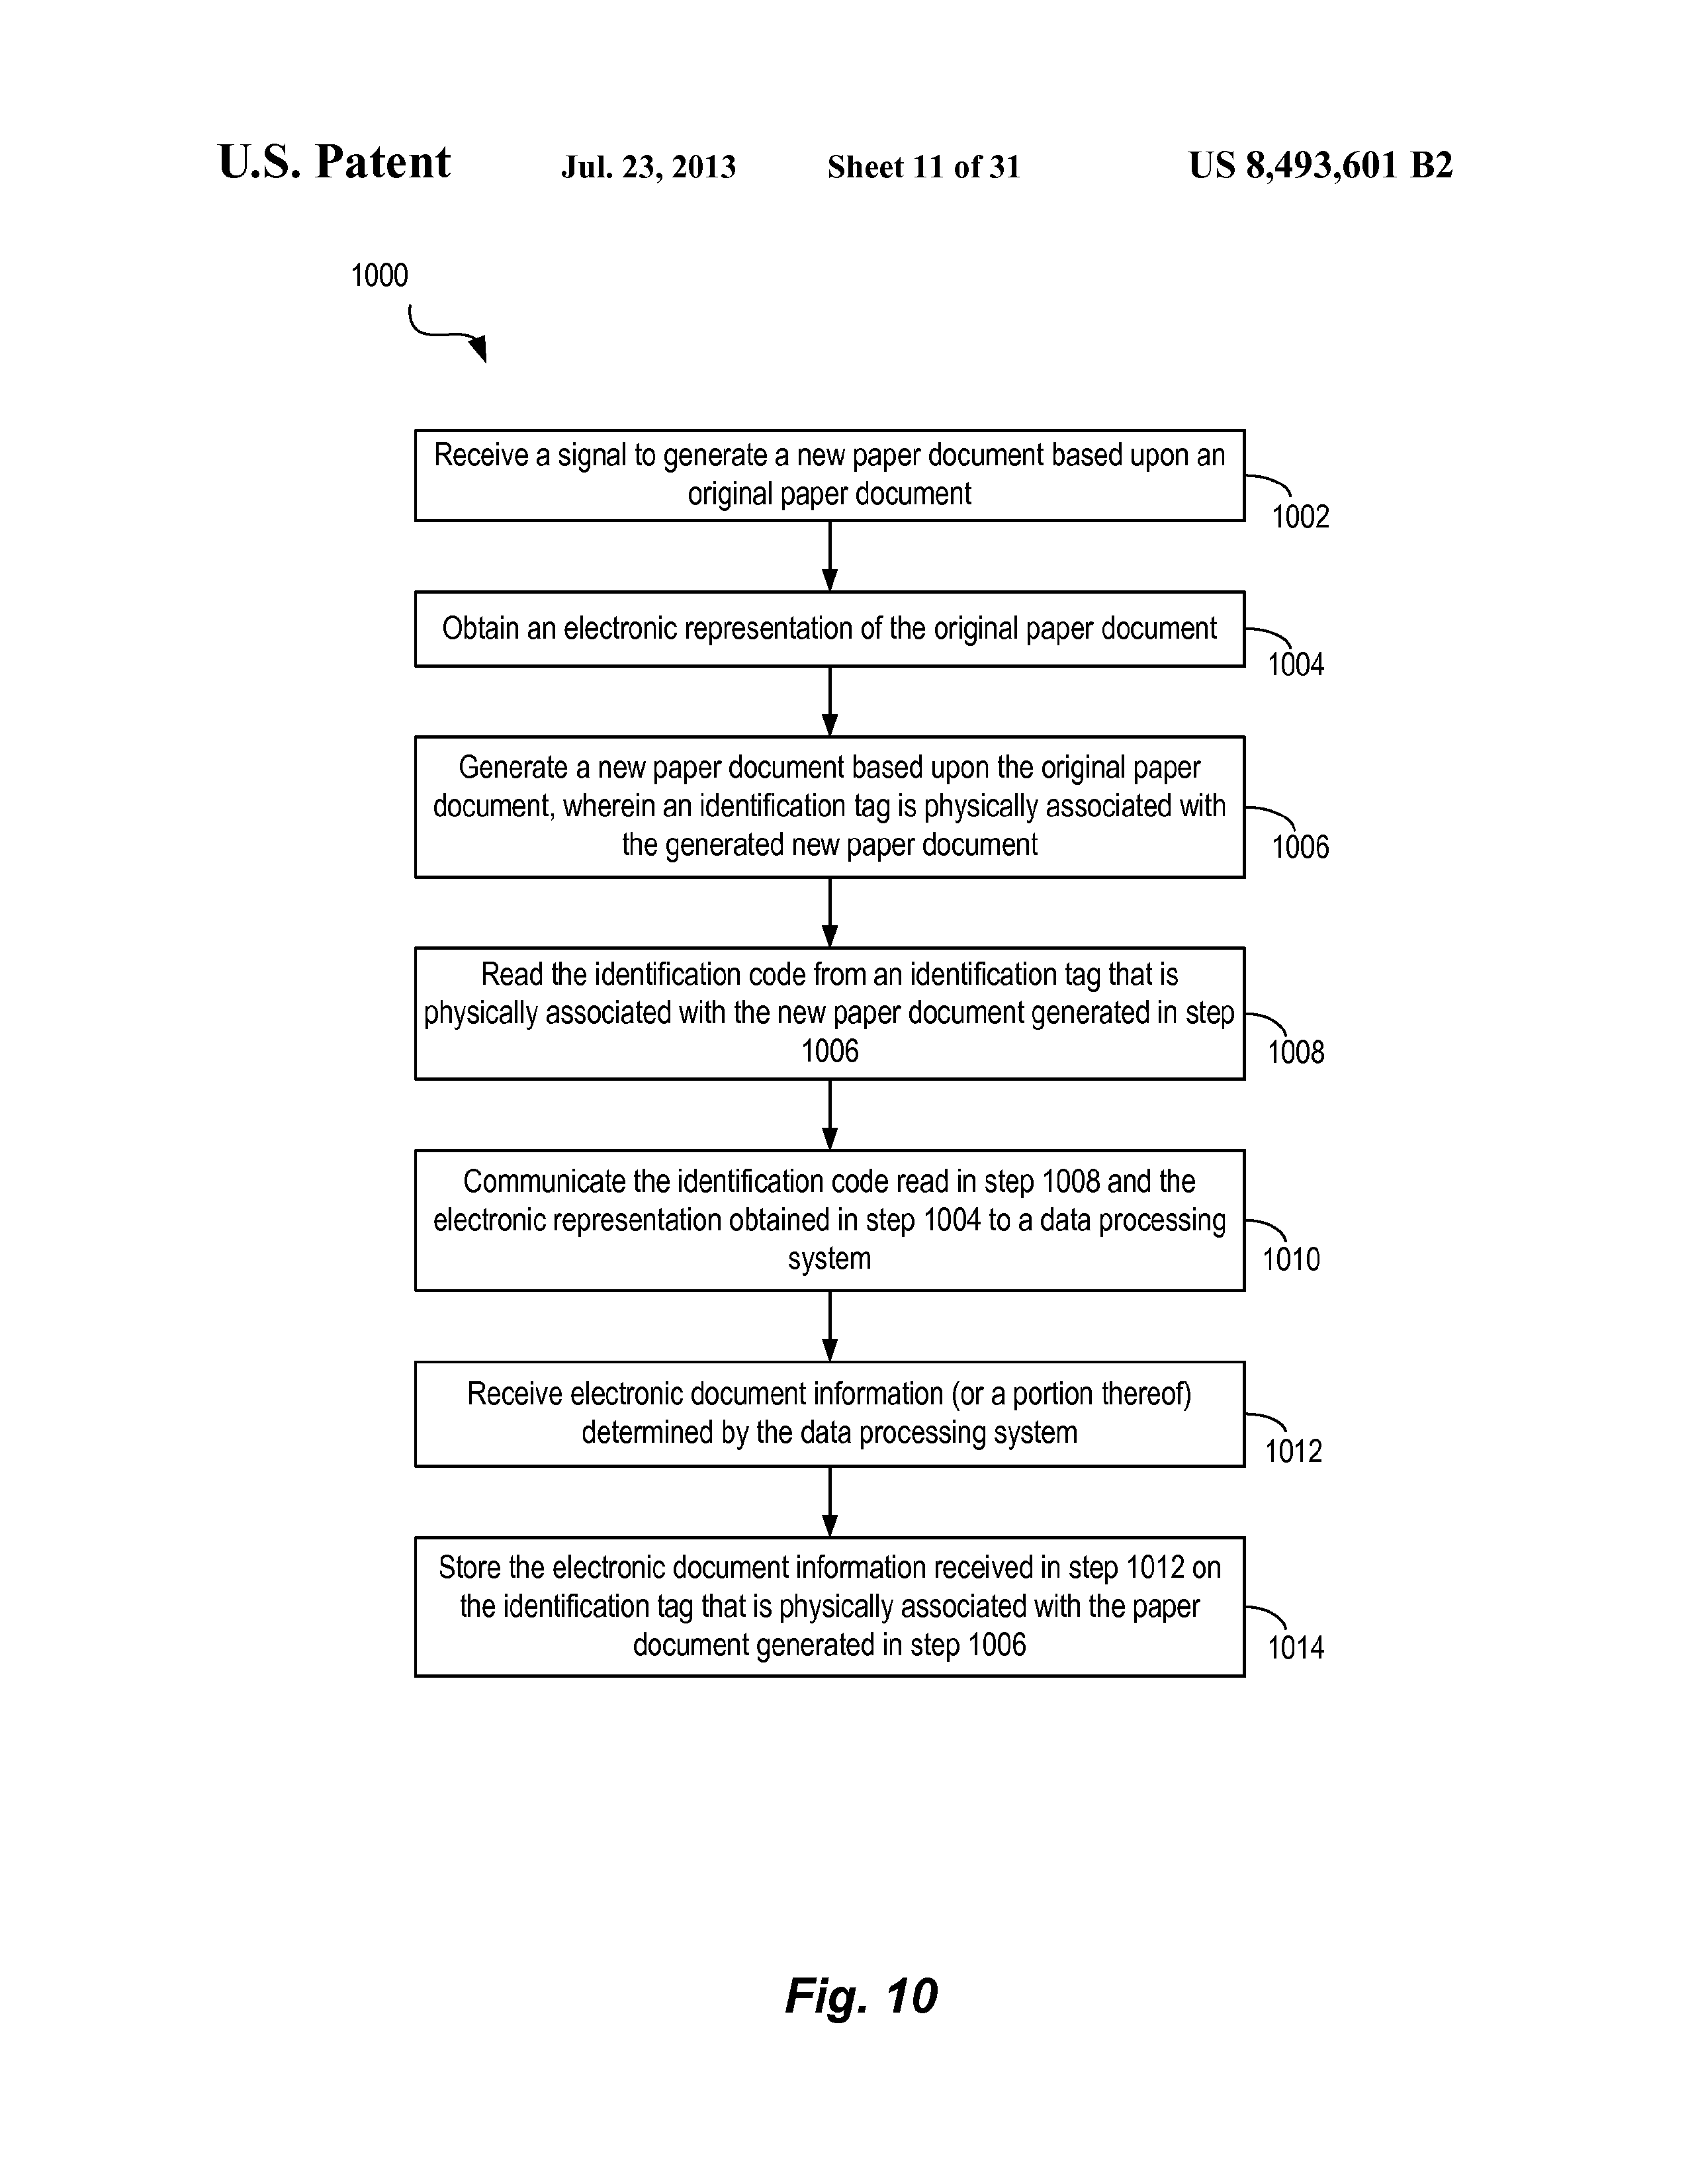 U.S. Patent Jul. 23, 2013 Sheet 11 of 31 US 8,493,601 B2
1000
Receive a signal to generate a new paper document based upon an
original paper document
1002
Obtain an electronic representation of the original paper document
1004
Generate a new paper document based upon the original paper
document, wherein an identification tag is physically associated with
the generated new paper document
1006
Read the identification code from an identification tag that is
physically associated with the new paper document generated in step
1006
1008
Communicate the identification code read in step 1008 and the
electronic representation obtained in step 1004 to a data processing
system
1010
Receive electronic document information (or a portion thereof)
determined by the data processing system
1012
Store the electronic document information received in step 1012 on
the identification tag that is physically associated with the paper
document generated in step 1006
1014
Fig. 10